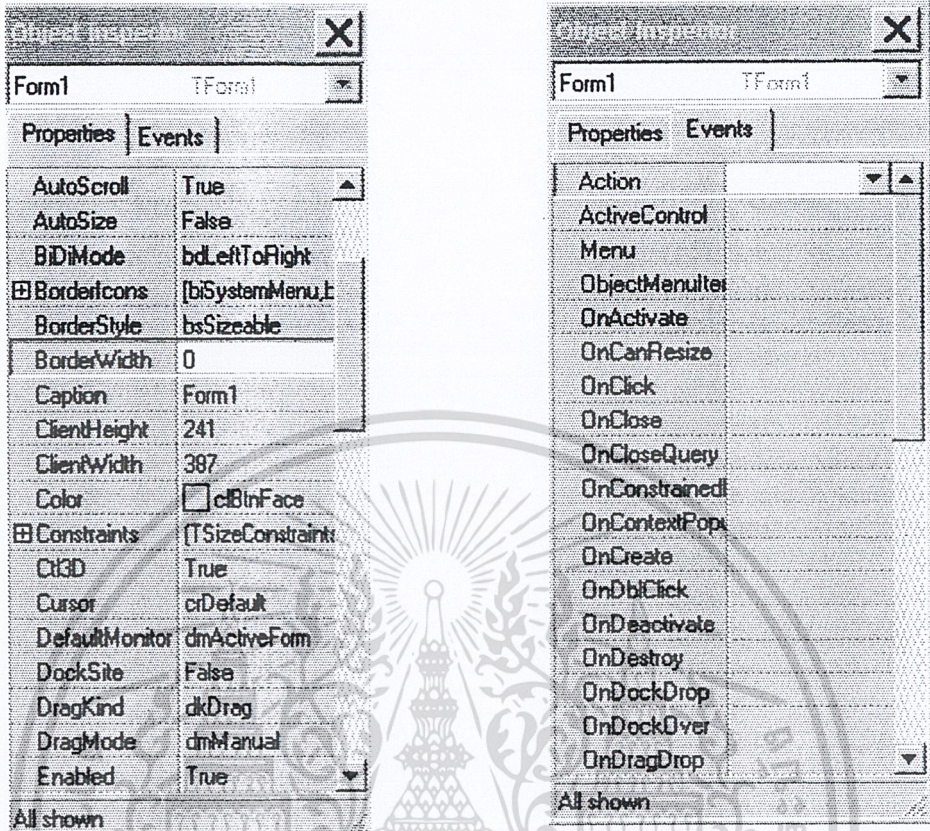 Object Inspector
Form1 TForm1
Properties Events
AutoScroll True
AutoSize False
BiDiMode bdLeftToRight
BorderIcons [biSystemMenu,b
BorderStyle bsSizeable
BorderWidth 0
Caption Form1
ClientHeight 241
ClientWidth 387
Color clBtnFace
Constraints (TSizeConstraints
Ctl3D True
Cursor crDefault
DefaultMonitor dmActiveForm
DockSite False
DragKind dkDrag
DragMode dmManual
Enabled True
All shown
Object Inspector
Form1 TForm1
Properties Events
Action
ActiveControl
Menu
ObjectMenuItem
OnActivate
OnCanResize
OnClick
OnClose
OnCloseQuery
OnConstrainedI
OnContextPopu
OnCreate
OnDblClick
OnDeactivate
OnDestroy
OnDockDrop
OnDockOver
OnDragDrop
All shown